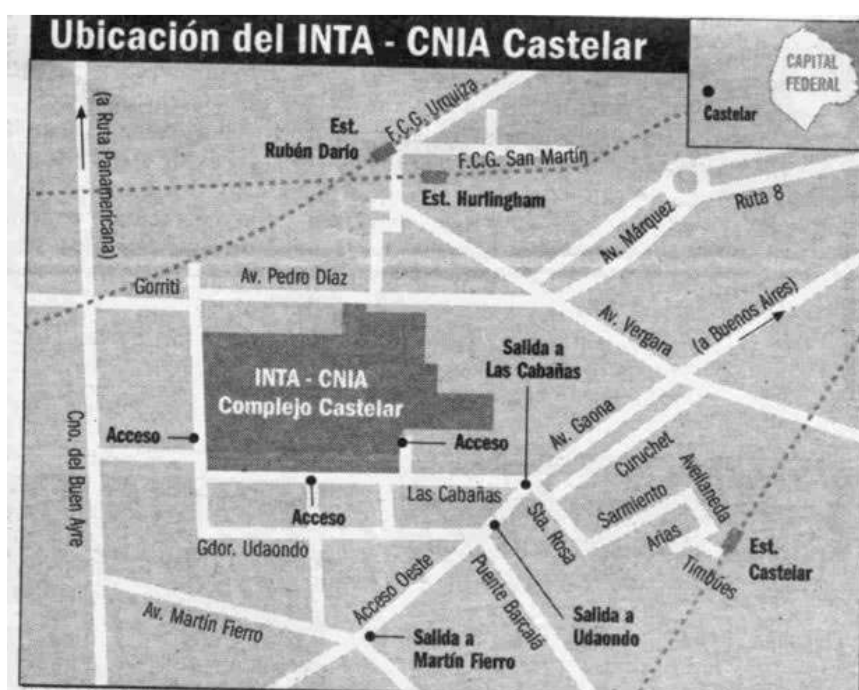 Ubicación del INTA - CNIA Castelar
CAPITAL
FEDERAL
Castelar
(a Ruta Panamericana)
Est.
Rubén Darío
F.C.G. Urquiza
F.C.G. San Martín
Est. Hurlingham
Av. Márquez
Ruta 8
Gorriti
Av. Pedro Díaz
Av. Vergara
(a Buenos Aires)
Salida a
Las Cabañas
INTA - CNIA
Complejo Castelar
Acceso
Acceso
Av. Gaona
Curuchet
Cno. del Buen Ayre
Acceso
Las Cabañas
Sta. Rosa
Sarmiento
Avellaneda
Arias
Timbúes
Est.
Castelar
Gdor. Udaondo
Acceso Oeste
Puente Barcaló
Salida a
Udaondo
Av. Martín Fierro
Salida a
Martín Fierro